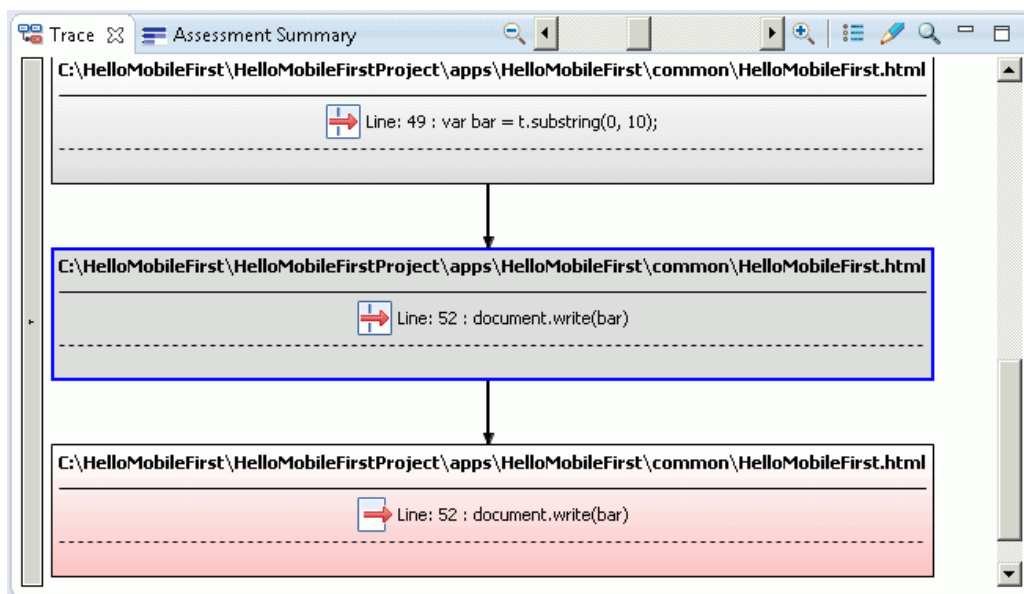 Trace Assessment Summary
C:\HelloMobileFirst\HelloMobileFirstProject\apps\HelloMobileFirst\common\HelloMobileFirst.html
Line: 49 : var bar = t.substring(0, 10);
C:\HelloMobileFirst\HelloMobileFirstProject\apps\HelloMobileFirst\common\HelloMobileFirst.html
Line: 52 : document.write(bar)
C:\HelloMobileFirst\HelloMobileFirstProject\apps\HelloMobileFirst\common\HelloMobileFirst.html
Line: 52 : document.write(bar)